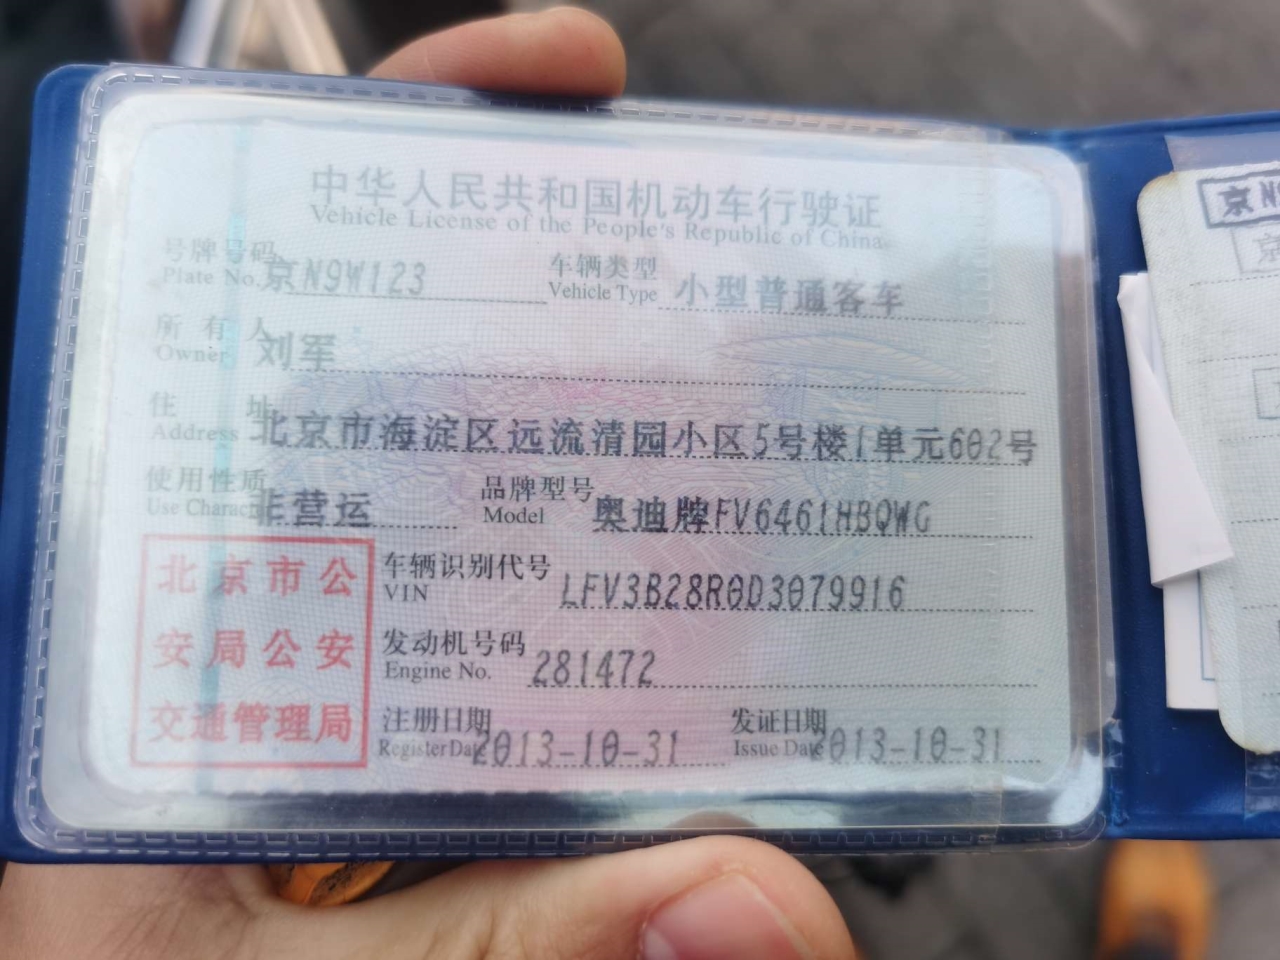 中华人民共和国机动车行驶证
Vehicle License of the People's Republic of China
号牌号码 京N9W123 车辆类型 小型普通客车
Plate No. Vehicle Type
所有人 刘军
Owner
住址 北京市海淀区远流清园小区5号楼1单元602号
Address
使用性质 非营运 品牌型号 奥迪牌FV6461HBQWG
Use Charac Model
北京市公
安局公安
交通管理局
车辆识别代号 LFV3B28R0D3079916
VIN
发动机号码 281472
Engine No.
注册日期 2013-10-31 发证日期 2013-10-31
Register Date Issue Date
京N